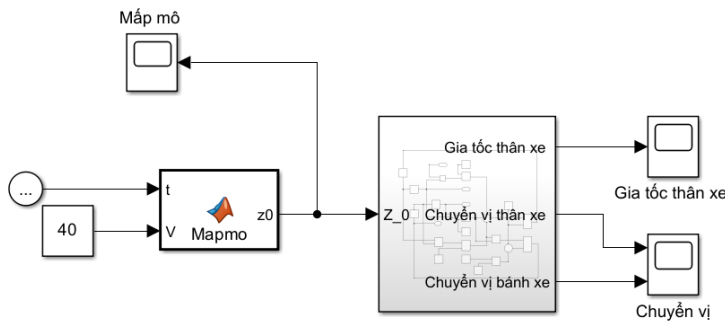 Mấp mô
...
t
40
V
z0
Mapmo
Z_0
Gia tốc thân xe
Chuyển vị thân xe
Chuyển vị bánh xe
Gia tốc thân xe
Chuyển vị